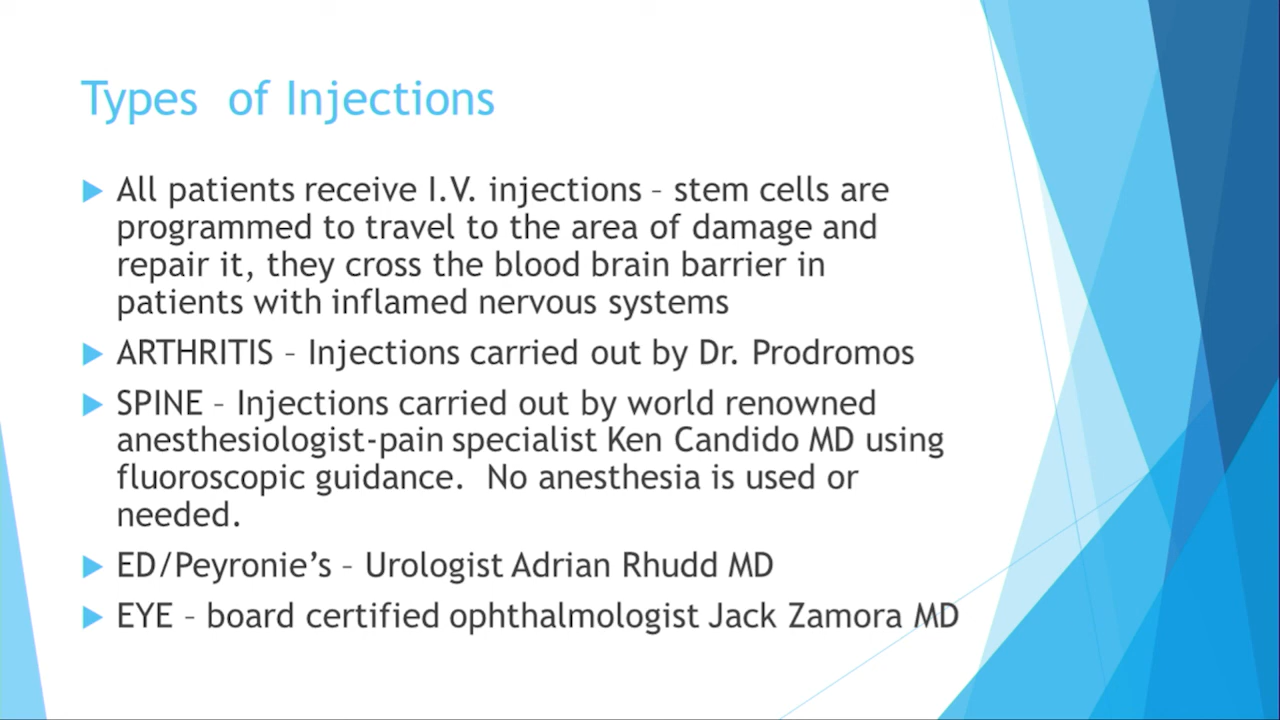 Types  of Injections
All patients receive I.V. injections – stem cells are
programmed to travel to the area of damage and
repair it, they cross the blood brain barrier in
patients with inflamed nervous systems
ARTHRITIS – Injections carried out by Dr. Prodromos
SPINE – Injections carried out by world renowned
anesthesiologist-pain specialist Ken Candido MD using
fluoroscopic guidance.  No anesthesia is used or
needed.
ED/Peyronie’s – Urologist Adrian Rhudd MD
EYE – board certified ophthalmologist Jack Zamora MD